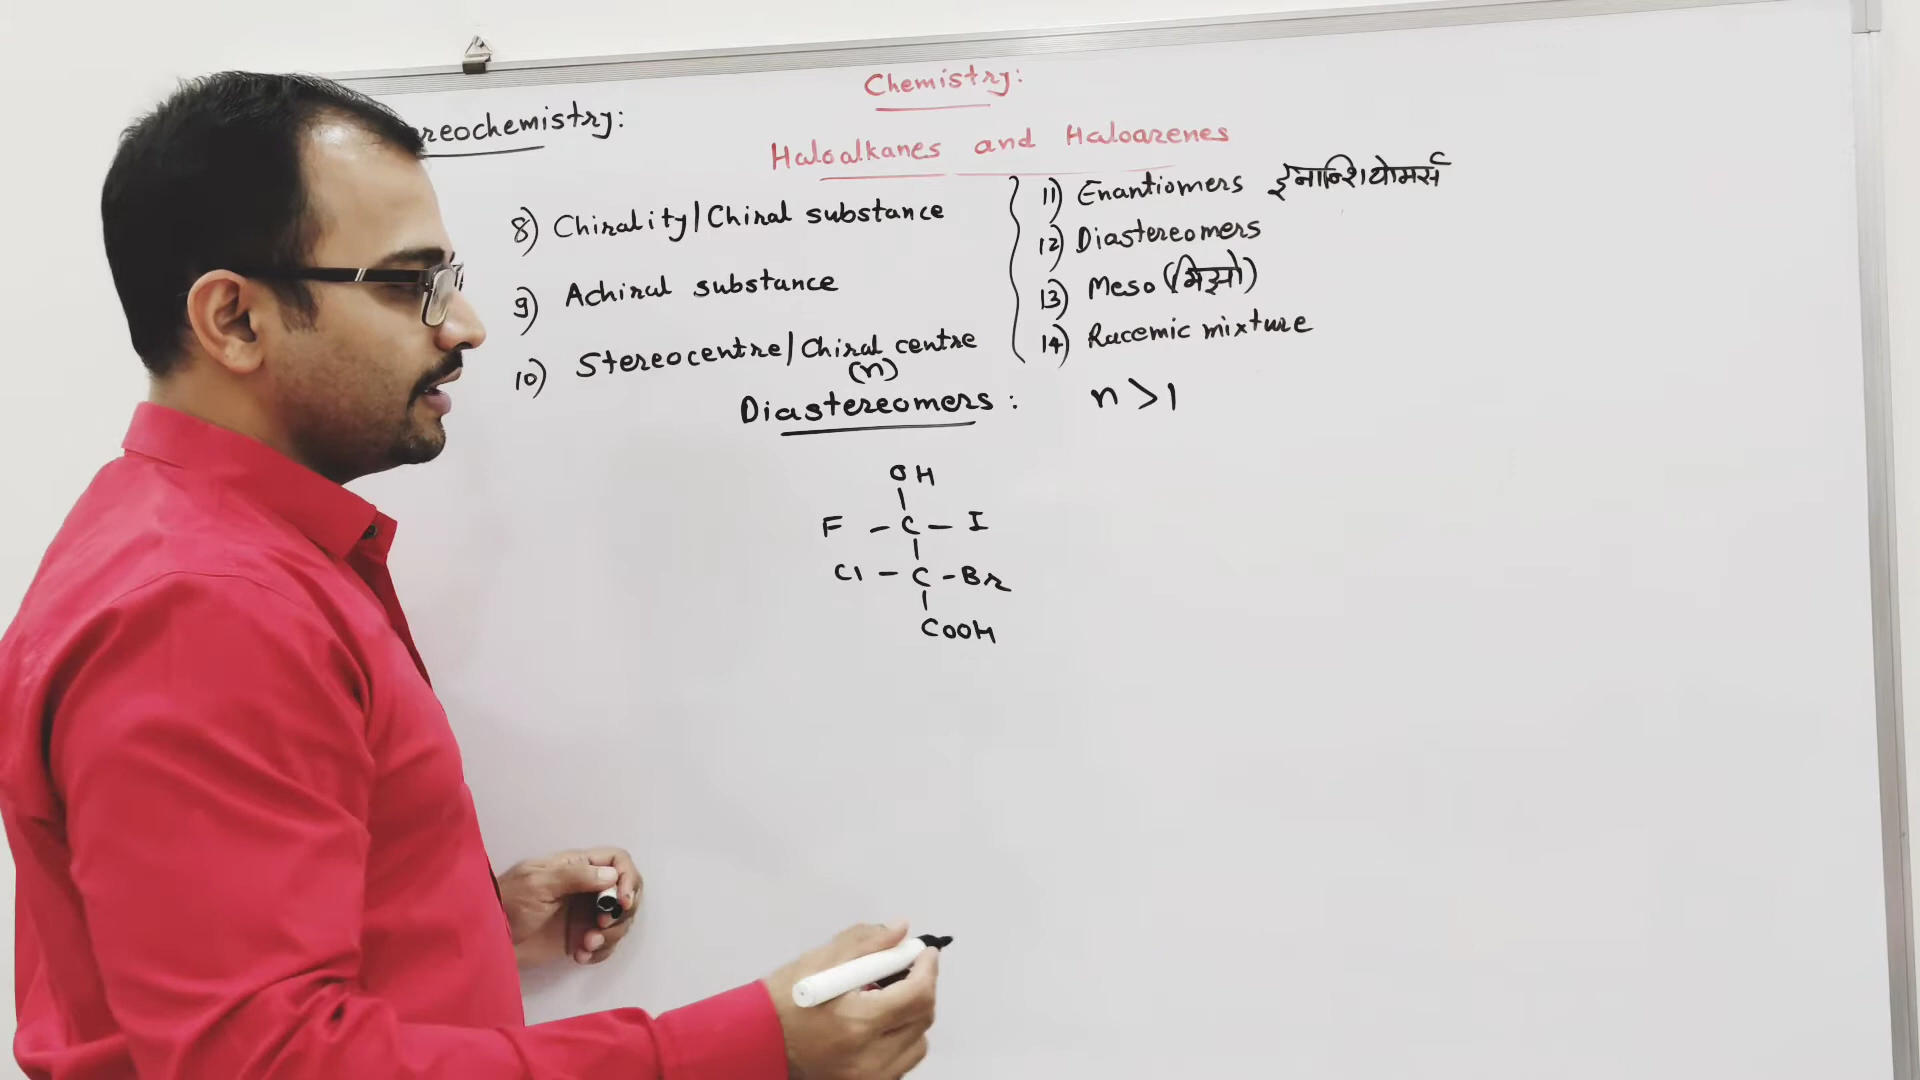 Chemistry:
reochemistry:
Haloalkanes and Haloarenes
8) Chirality/Chiral substance
9) Achiral substance
10) Stereocentre/Chiral centre
(n)
11) Enantiomers इनान्शियोमर्स
12) Diastereomers
13) Meso (मिझो)
14) Racemic mixture
Diastereomers: n > 1
OH
F - C - I
Cl - C - Br
COOH